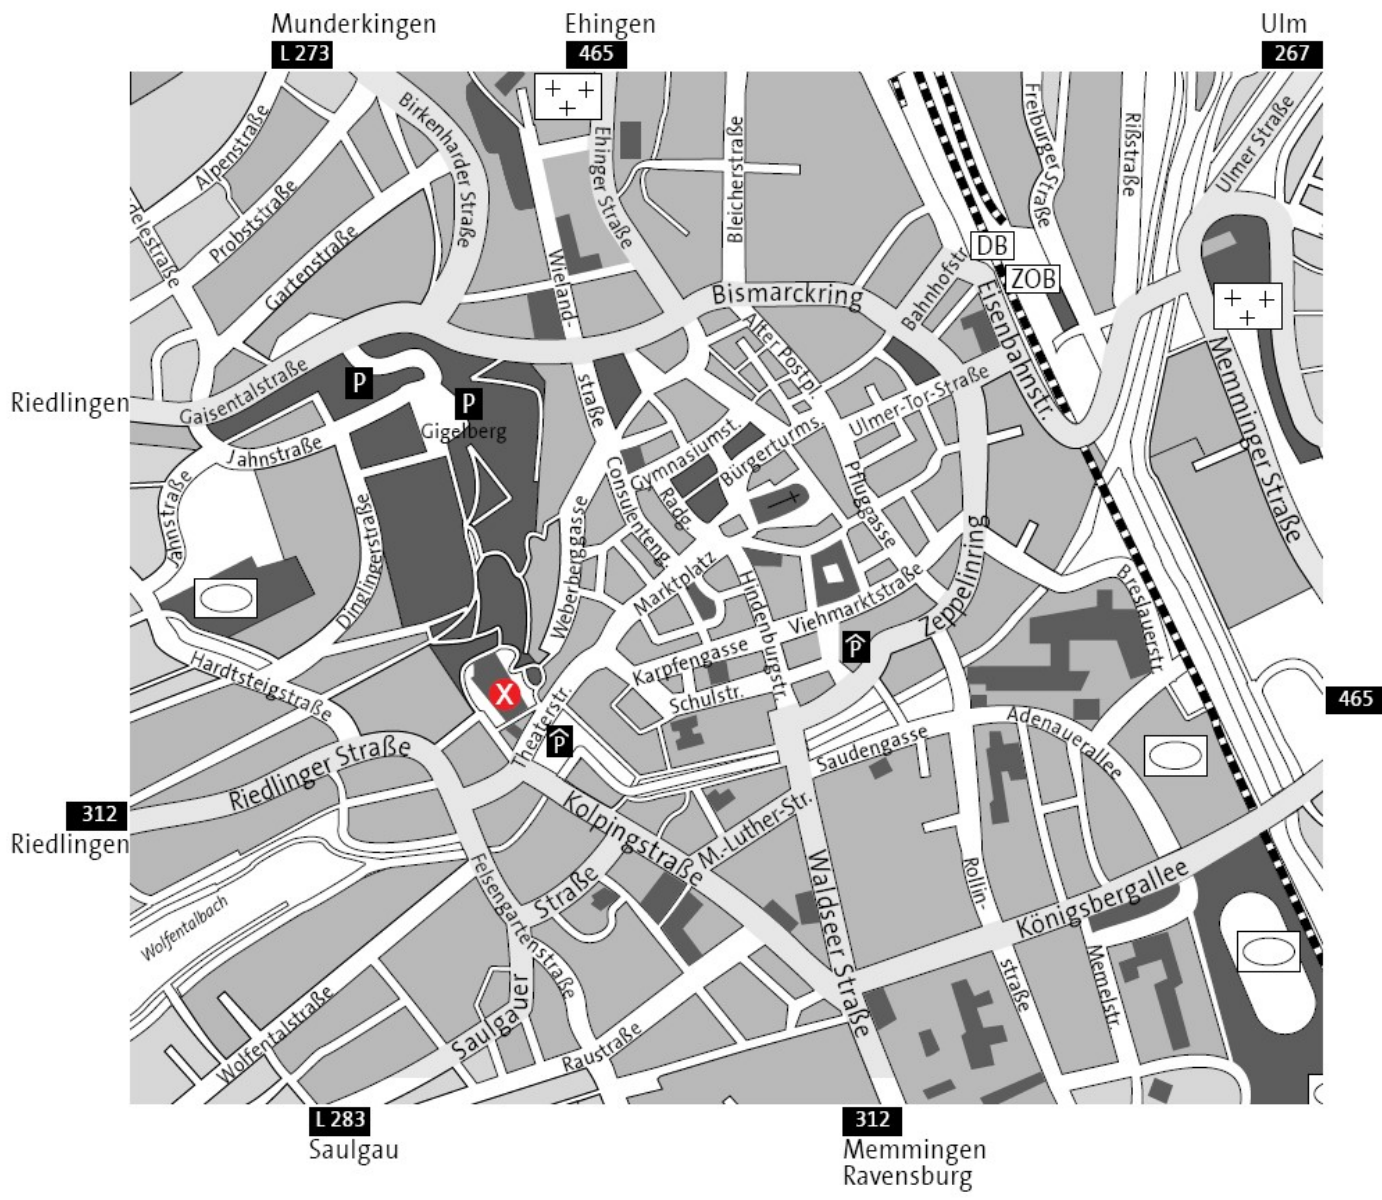 Munderkingen
L 273
Ehingen
465
Ulm
267
Alpenstraße
Birkenharder Straße
Ehinger Straße
Bleicherstraße
Freiburger Straße
Rißstraße
Ulmer Straße
delestraße
Probststraße
Gartenstraße
Wieland-
straße
DB
ZOB
Bismarckring
Bahnhofstr.
Eisenbahnstr.
Alter Postpl.
Memminger Straße
Riedlingen
Gaisentalstraße
P
P
Gigelberg
Jahnstraße
Jahnstraße
Ulmer-Tor-Straße
Gymnasiumst.
Bürgerturms.
Consulenteng.
Radg.
Pfluggasse
Dinglingerstraße
Weberberggasse
Marktplatz
Hindenburgstr.
Viehmarktstraße
Zeppelinring
Breslauerstr.
Hardtsteigstraße
Karpfengasse
Schulstr.
P
465
X
Theaterstr.
P
Riedlinger Straße
Saudengasse
Adenauerallee
312
Riedlingen
Kolpingstraße
M.-Luther-Str.
Waldseer Straße
Rollin-
straße
Königsbergallee
Felsengartenstraße
Wolfentalbach
Saulgauer
Straße
Memelstr.
Wolfentalstraße
Raustraße
L 283
Saulgau
312
Memmingen
Ravensburg